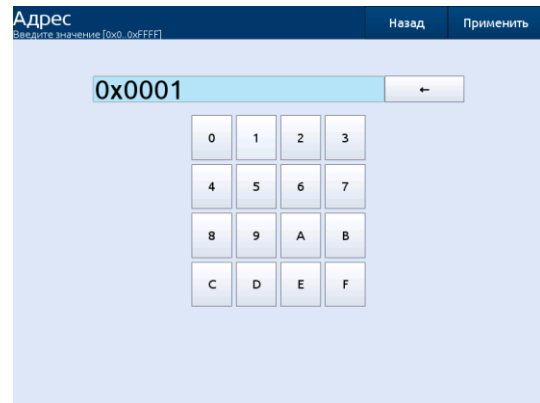 Адрес
Введите значение [0x0..0xFFFF]
Назад
Применить
0x0001
←
0 1 2 3
4 5 6 7
8 9 A B
C D E F